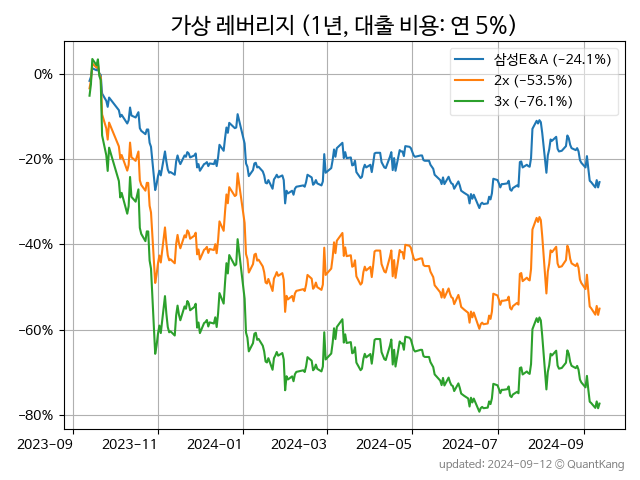 가상 레버리지 (1년, 대출 비용: 연 5%)
삼성E&A (−24.1%)
2x (−53.5%)
3x (−76.1%)
0%
−20%
−40%
−60%
−80%
2023−09 2023−11 2024−01 2024−03 2024−05 2024−07 2024−09
updated: 2024-09-12 © QuantKang